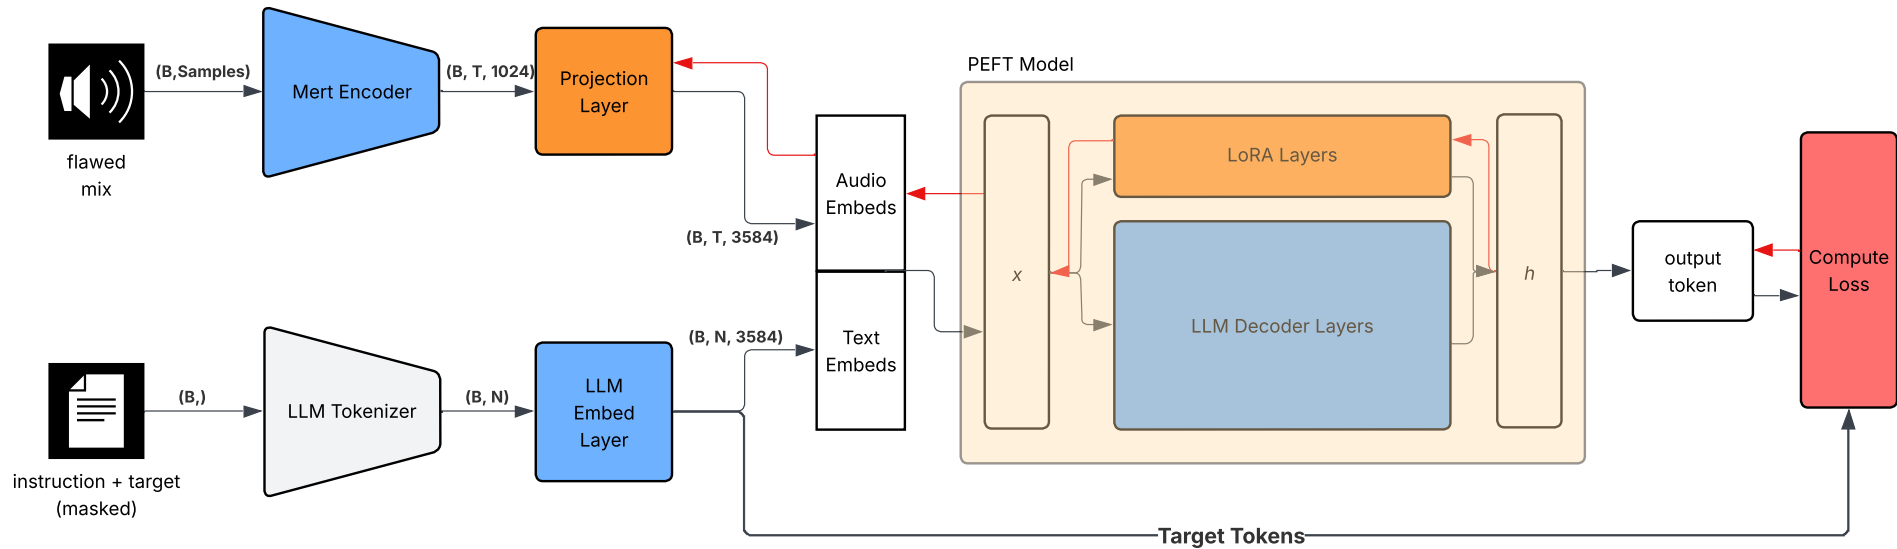 PEFT Model
(B,Samples)
Mert Encoder
(B, T, 1024)
Projection
Layer
flawed
mix
(B, T, 3584)
Audio
Embeds
Text
Embeds
x
LoRA Layers
LLM Decoder Layers
h
output
token
Compute
Loss
(B,)
LLM Tokenizer
(B, N)
LLM
Embed
Layer
(B, N, 3584)
instruction + target
(masked)
Target Tokens